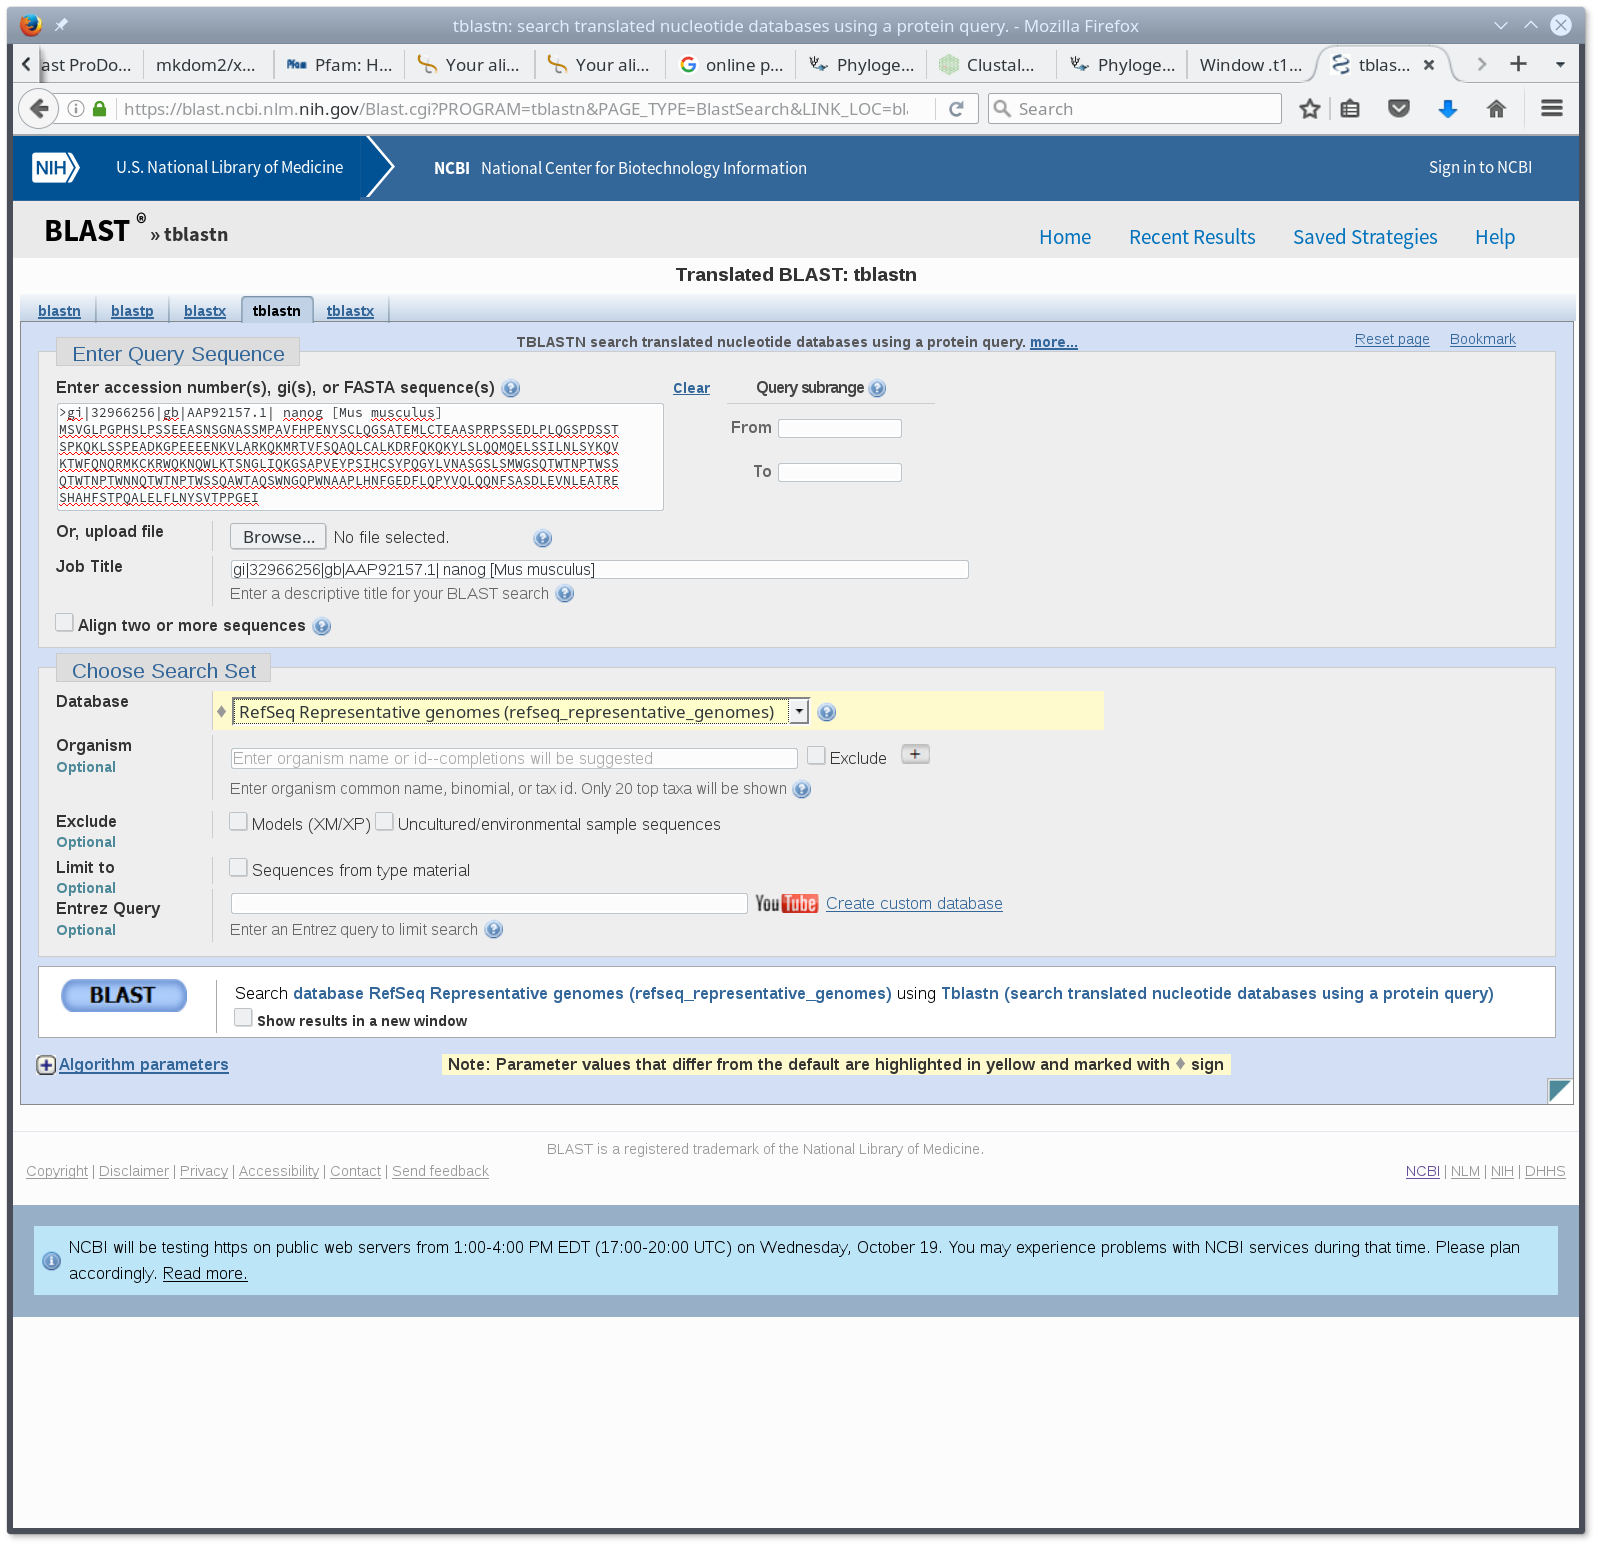 tblastn: search translated nucleotide databases using a protein query. - Mozilla Firefox
ast ProDo... mkdom2/x... Pfam Pfam: H... Your ali... Your ali... online p... Phyloge... Clustal... Phyloge... Window .t1... tblas...
https://blast.ncbi.nlm.nih.gov/Blast.cgi?PROGRAM=tblastn&PAGE_TYPE=BlastSearch&LINK_LOC=bl Search
NIH U.S. National Library of Medicine NCBI National Center for Biotechnology Information Sign in to NCBI
BLAST ® » tblastn Home Recent Results Saved Strategies Help
Translated BLAST: tblastn
blastn blastp blastx tblastn tblastx
TBLASTN search translated nucleotide databases using a protein query. more... Reset page Bookmark
Enter Query Sequence
Enter accession number(s), gi(s), or FASTA sequence(s) ? Clear Query subrange ?
>gi|32966256|gb|AAP92157.1| nanog [Mus musculus]
MSVGLPGPHSLPSSEEASNSGNASSMPAVFHPENYSCLQGSATEMLCTEAASPRPSSEDLPLQGSPDSST
SPKQKLSSPEADKGPEEEENKVLARKQKMRTVFSQAQLCALKDRFQKQKYLSLQQMQELSSILNLSYKQV
KTWFQNQRMKCKRWQKNQWLKTSNGLIQKGSAPVEYPSIHCSYPQGYLVNASGSLSMWGSQTWTNPTWSS
QTWTNPTWNNQTWTNPTWSSQAWTAQSWNGQPWNAAPLHNFGEDFLQPYVQLQQNFSASDLEVNLEATRE
SHAHFSTPQALELFLNYSVTPPGEI
From
To
Or, upload file Browse... No file selected. ?
Job Title gi|32966256|gb|AAP92157.1| nanog [Mus musculus]
Enter a descriptive title for your BLAST search ?
Align two or more sequences ?
Choose Search Set
Database ♦ RefSeq Representative genomes (refseq_representative_genomes) ?
Organism
Optional
Enter organism name or id--completions will be suggested Exclude +
Enter organism common name, binomial, or tax id. Only 20 top taxa will be shown ?
Exclude
Optional
Models (XM/XP) Uncultured/environmental sample sequences
Limit to
Optional
Sequences from type material
Entrez Query
Optional
YouTube Create custom database
Enter an Entrez query to limit search ?
BLAST Search database RefSeq Representative genomes (refseq_representative_genomes) using Tblastn (search translated nucleotide databases using a protein query)
Show results in a new window
+ Algorithm parameters Note: Parameter values that differ from the default are highlighted in yellow and marked with ♦ sign
BLAST is a registered trademark of the National Library of Medicine.
Copyright | Disclaimer | Privacy | Accessibility | Contact | Send feedback NCBI | NLM | NIH | DHHS
NCBI will be testing https on public web servers from 1:00-4:00 PM EDT (17:00-20:00 UTC) on Wednesday, October 19. You may experience problems with NCBI services during that time. Please plan
accordingly. Read more.